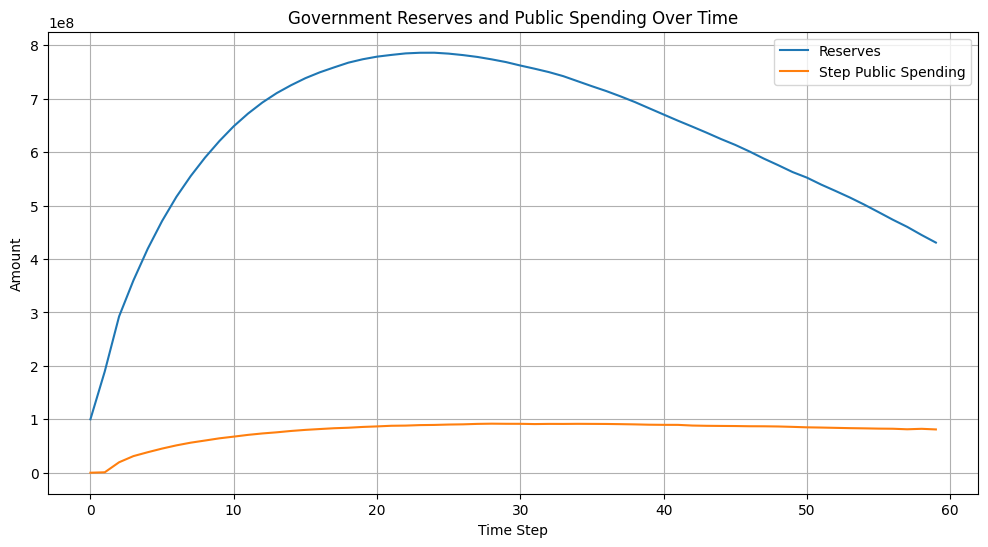 Government Reserves and Public Spending Over Time
1e8
Reserves
Step Public Spending
8
7
6
5
4
3
2
1
0
Amount
0 10 20 30 40 50 60
Time Step